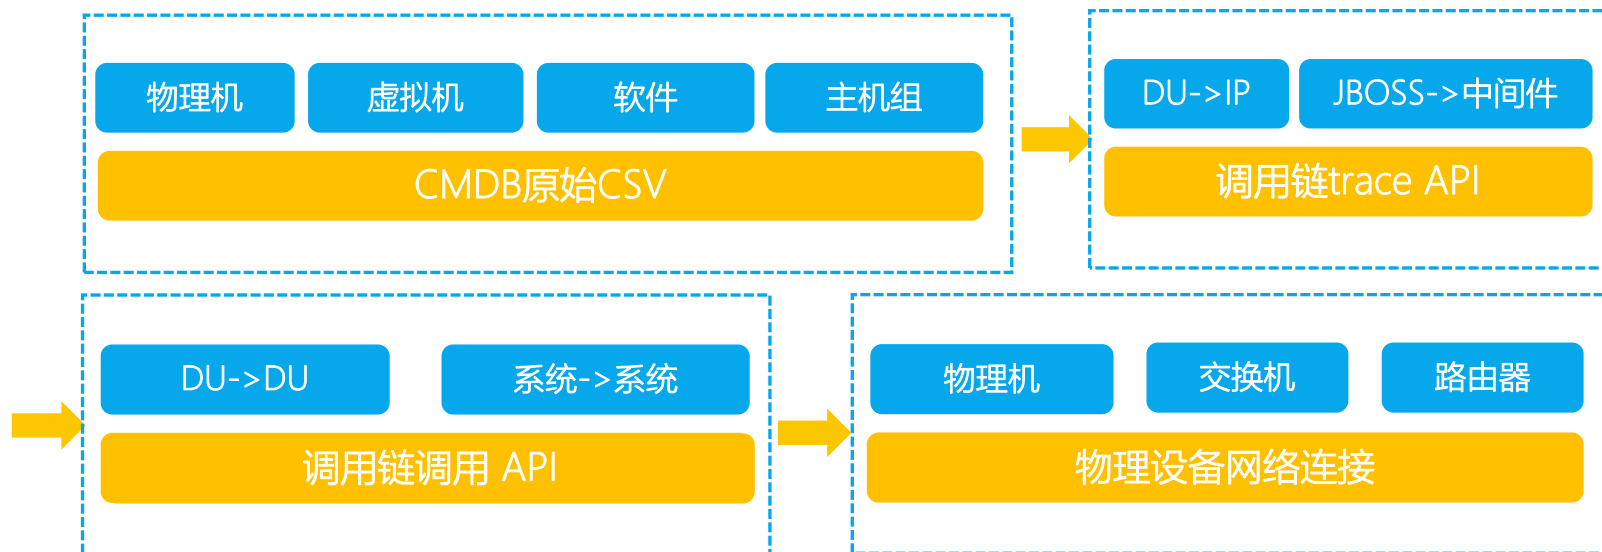 物理机
虚拟机
软件
主机组
CMDB原始CSV
DU->IP
JBOSS->中间件
调用链trace API
DU->DU
系统->系统
调用链调用 API
物理机
交换机
路由器
物理设备网络连接